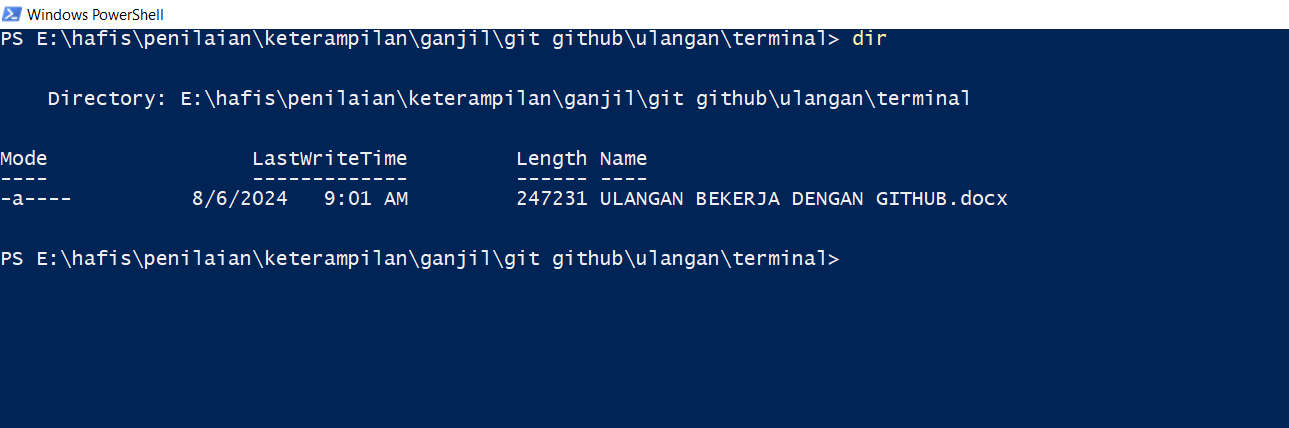 Windows PowerShell
PS E:\hafis\penilaian\keterampilan\ganjil\git github\ulangan\terminal> dir
Directory: E:\hafis\penilaian\keterampilan\ganjil\git github\ulangan\terminal
Mode                 LastWriteTime         Length Name
----                 -------------         ------ ----
-a----          8/6/2024   9:01 AM         247231 ULANGAN BEKERJA DENGAN GITHUB.docx
PS E:\hafis\penilaian\keterampilan\ganjil\git github\ulangan\terminal>